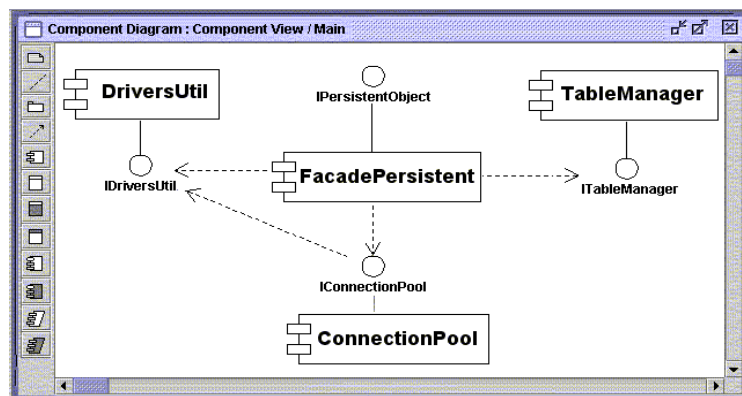 Component Diagram : Component View / Main
DriversUtil
IPersistentObject
TableManager
IDriversUtil
FacadePersistent
ITableManager
IConnectionPool
ConnectionPool